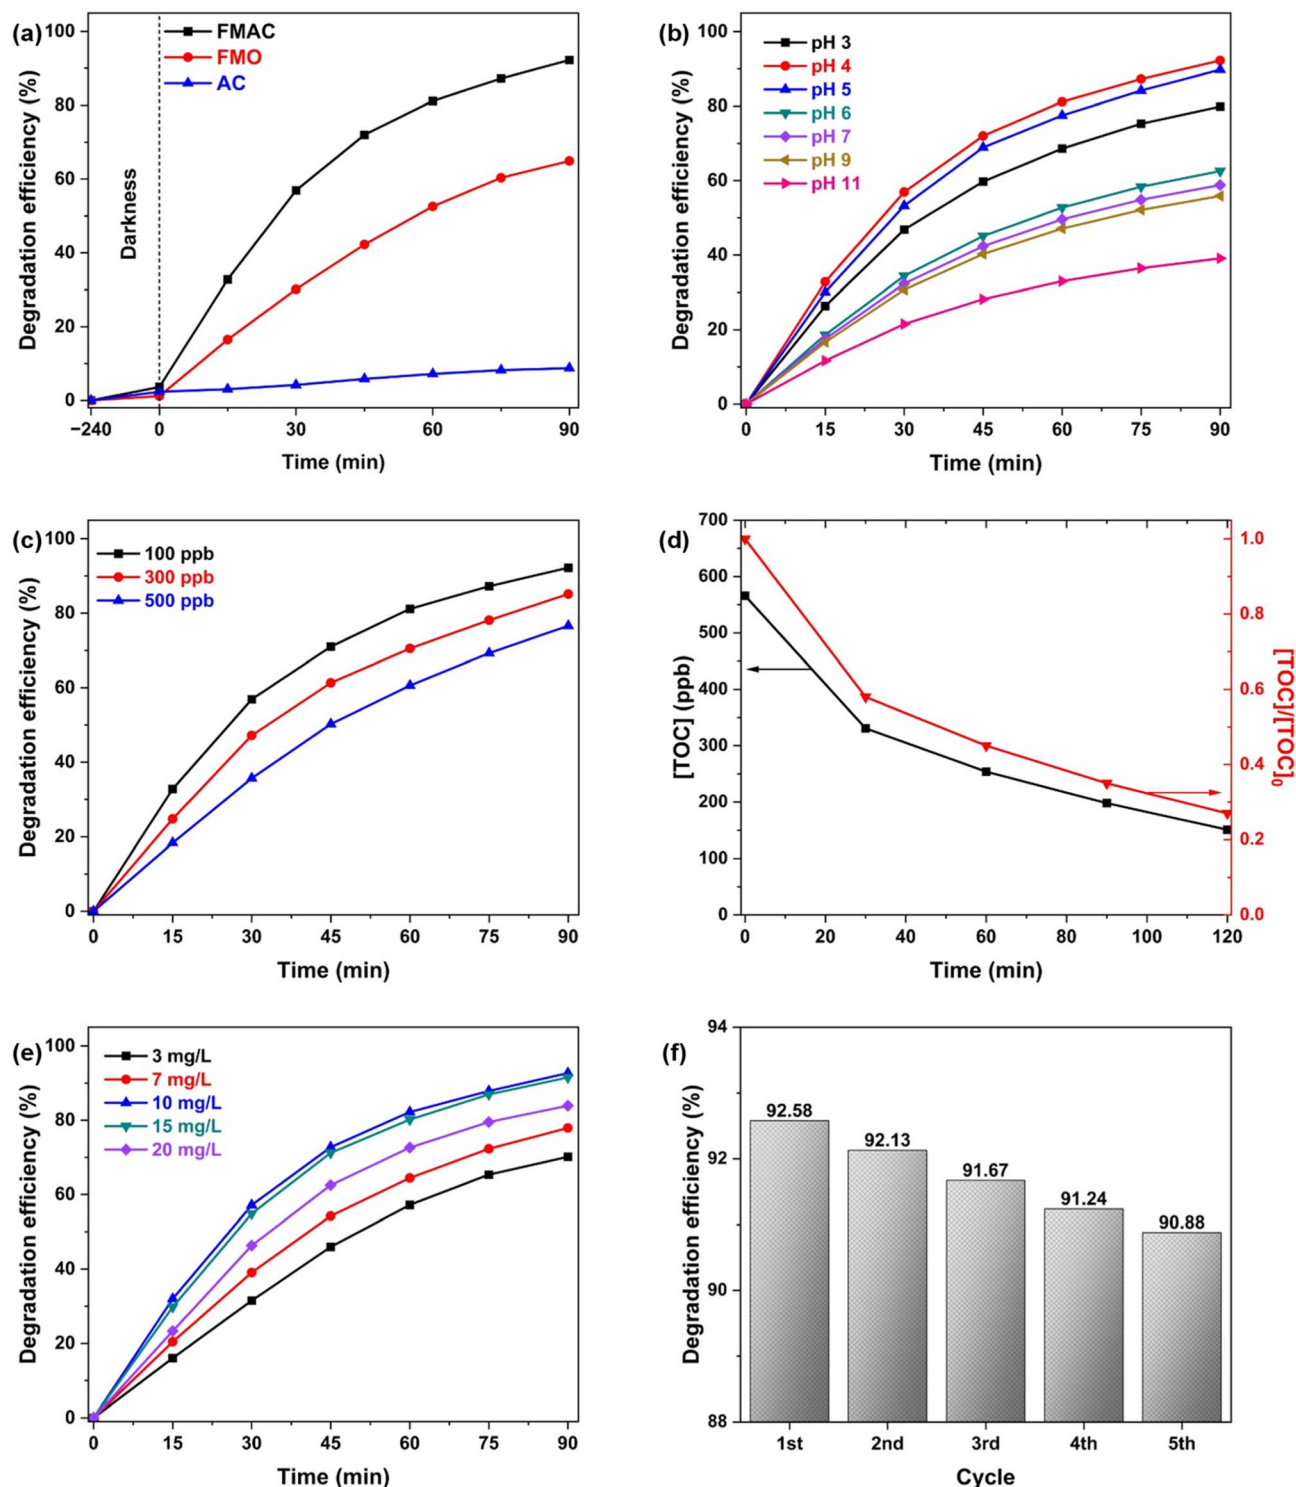 (a)
FMAC
FMO
AC
Darkness
Degradation efficiency (%)
100
80
60
40
20
0
−240 0 30 60 90
Time (min)
(b)
pH 3
pH 4
pH 5
pH 6
pH 7
pH 9
pH 11
Degradation efficiency (%)
100
80
60
40
20
0
0 15 30 45 60 75 90
Time (min)
(c)
100 ppb
300 ppb
500 ppb
Degradation efficiency (%)
100
80
60
40
20
0
0 15 30 45 60 75 90
Time (min)
(d)
[TOC] (ppb)
700
600
500
400
300
200
100
0
1.0
0.8
0.6
0.4
0.2
0.0
[TOC]/[TOC]₀
0 20 40 60 80 100 120
Time (min)
(e)
3 mg/L
7 mg/L
10 mg/L
15 mg/L
20 mg/L
Degradation efficiency (%)
100
80
60
40
20
0
0 15 30 45 60 75 90
Time (min)
(f)
Degradation efficiency (%)
94
92
90
88
92.58
92.13
91.67
91.24
90.88
1st 2nd 3rd 4th 5th
Cycle